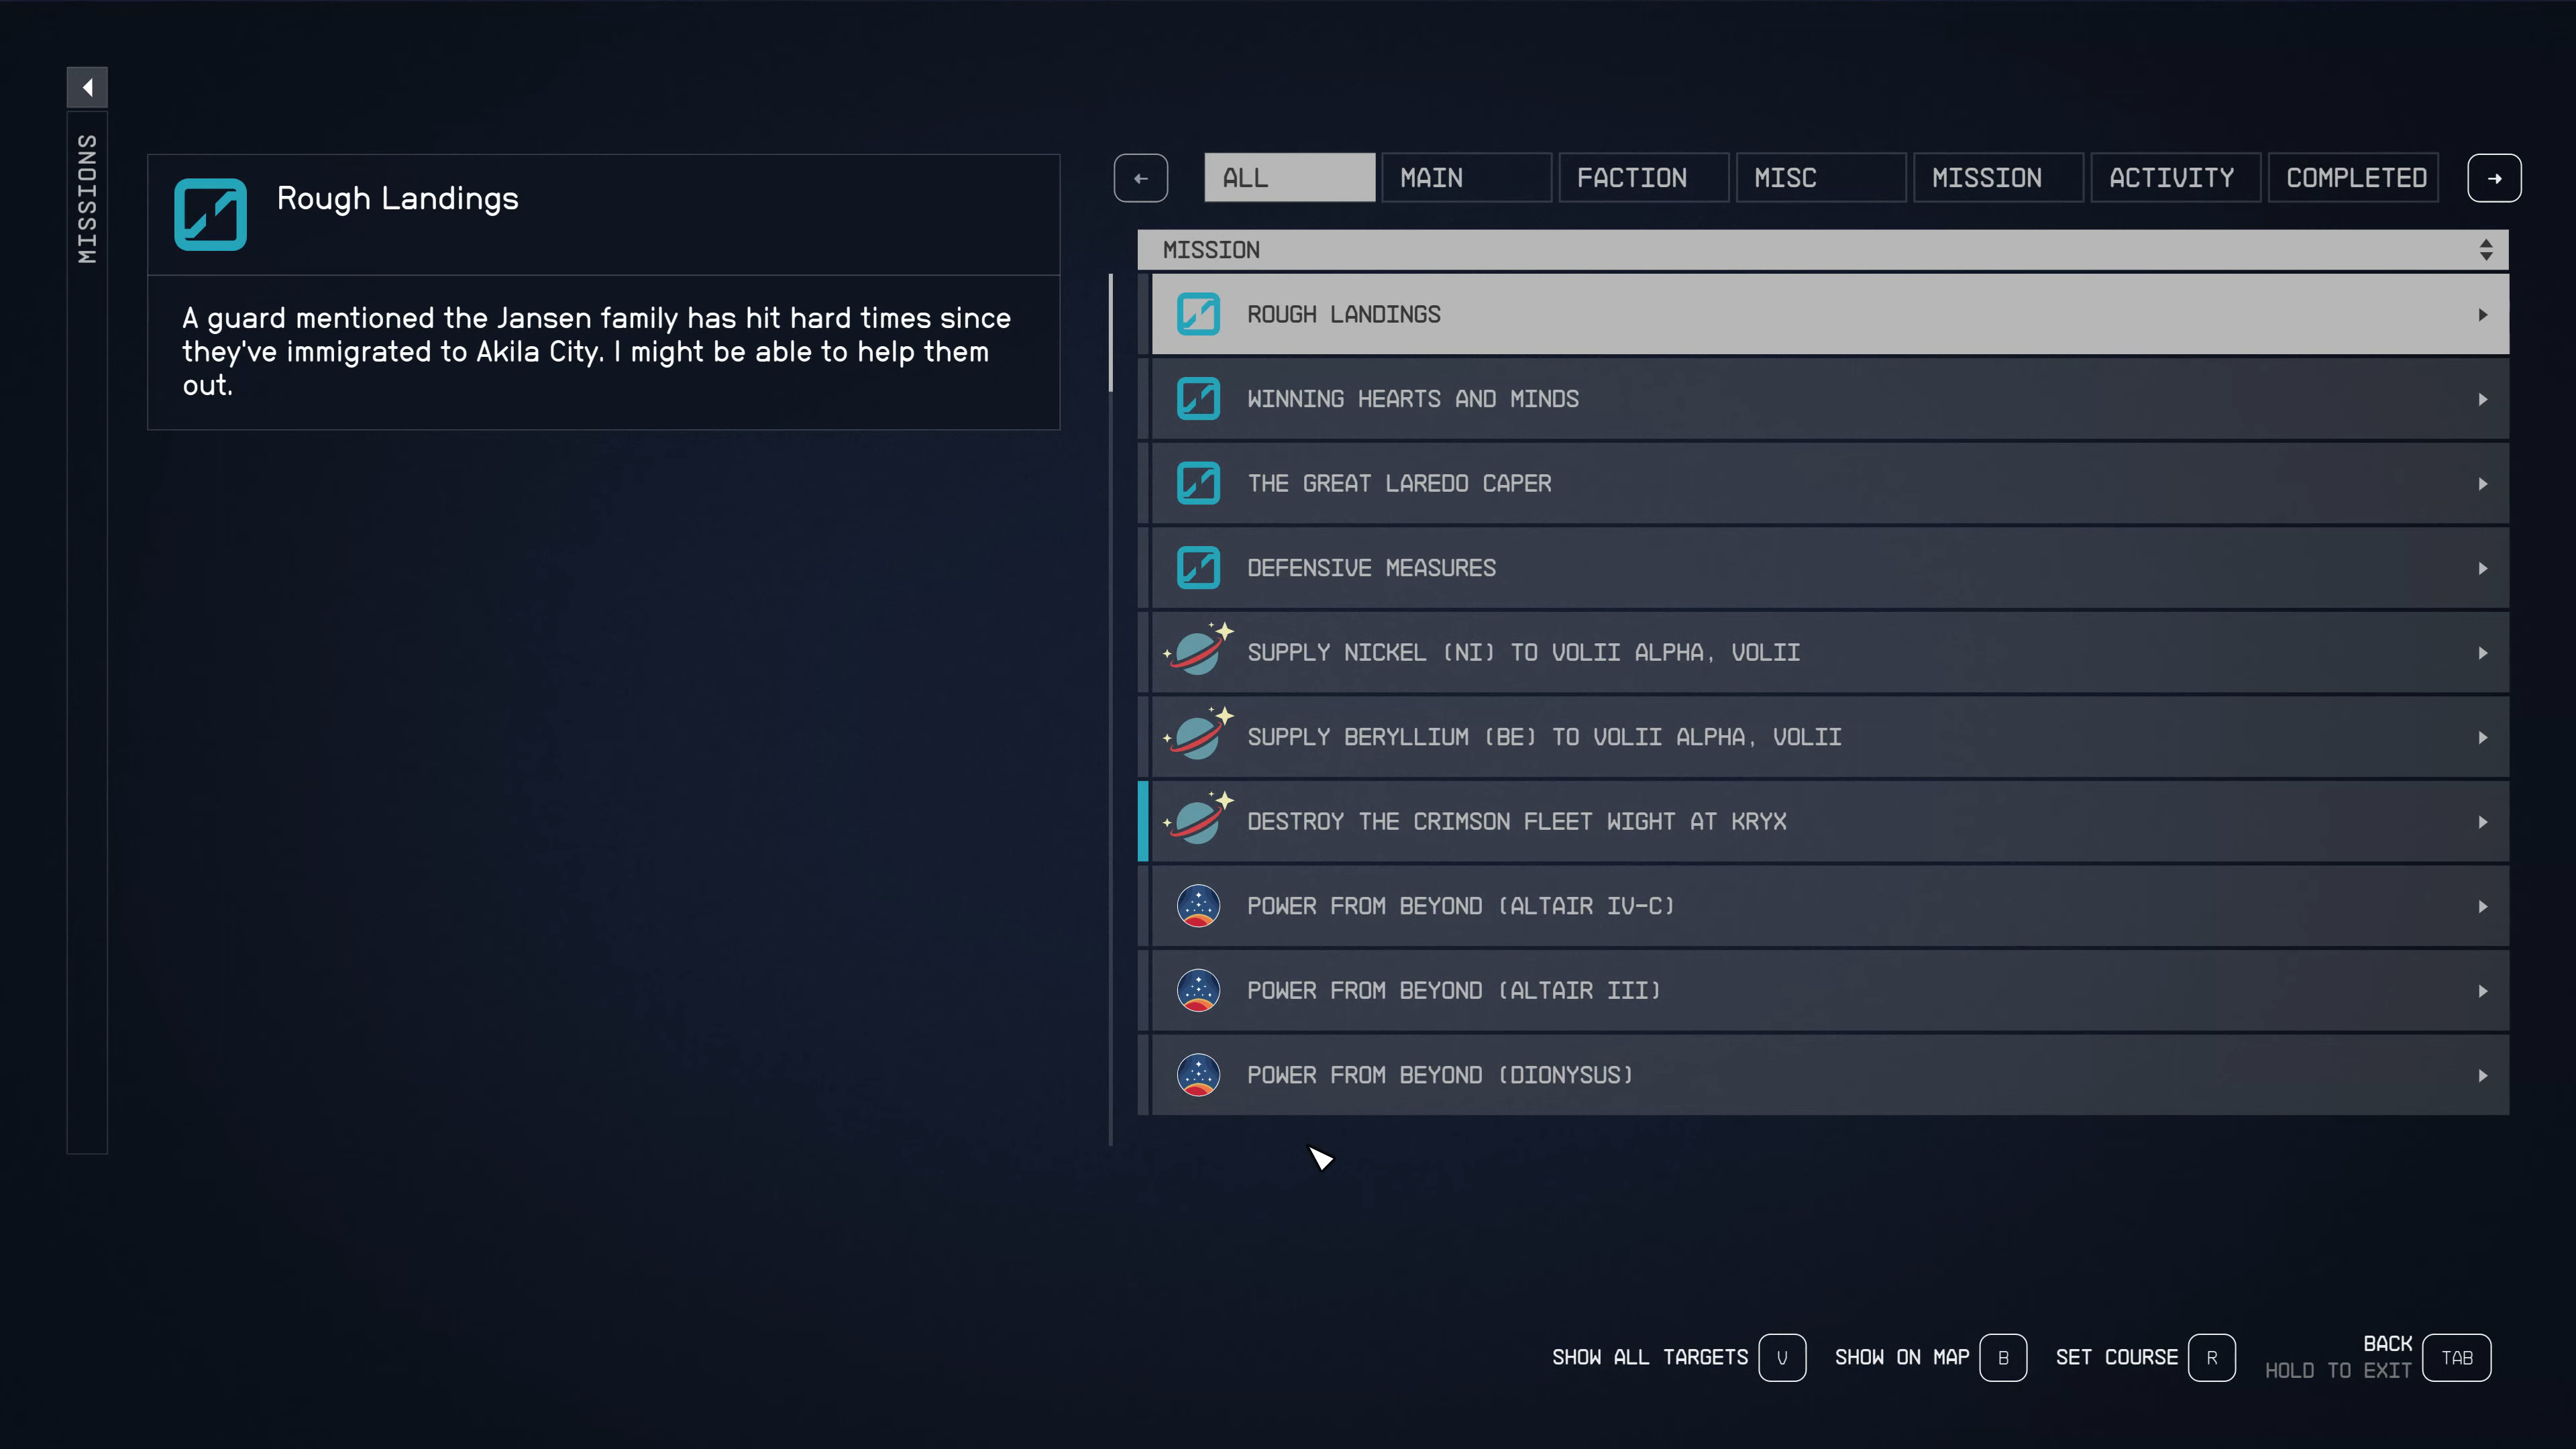 MISSIONS
Rough Landings
A guard mentioned the Jansen family has hit hard times since
they've immigrated to Akila City. I might be able to help them
out.
ALL
MAIN
FACTION
MISC
MISSION
ACTIVITY
COMPLETED
MISSION
ROUGH LANDINGS
WINNING HEARTS AND MINDS
THE GREAT LAREDO CAPER
DEFENSIVE MEASURES
SUPPLY NICKEL (NI) TO VOLII ALPHA, VOLII
SUPPLY BERYLLIUM (BE) TO VOLII ALPHA, VOLII
DESTROY THE CRIMSON FLEET WIGHT AT KRYX
POWER FROM BEYOND (ALTAIR IV-C)
POWER FROM BEYOND (ALTAIR III)
POWER FROM BEYOND (DIONYSUS)
SHOW ALL TARGETS V
SHOW ON MAP B
SET COURSE R
BACK
HOLD TO EXIT
TAB